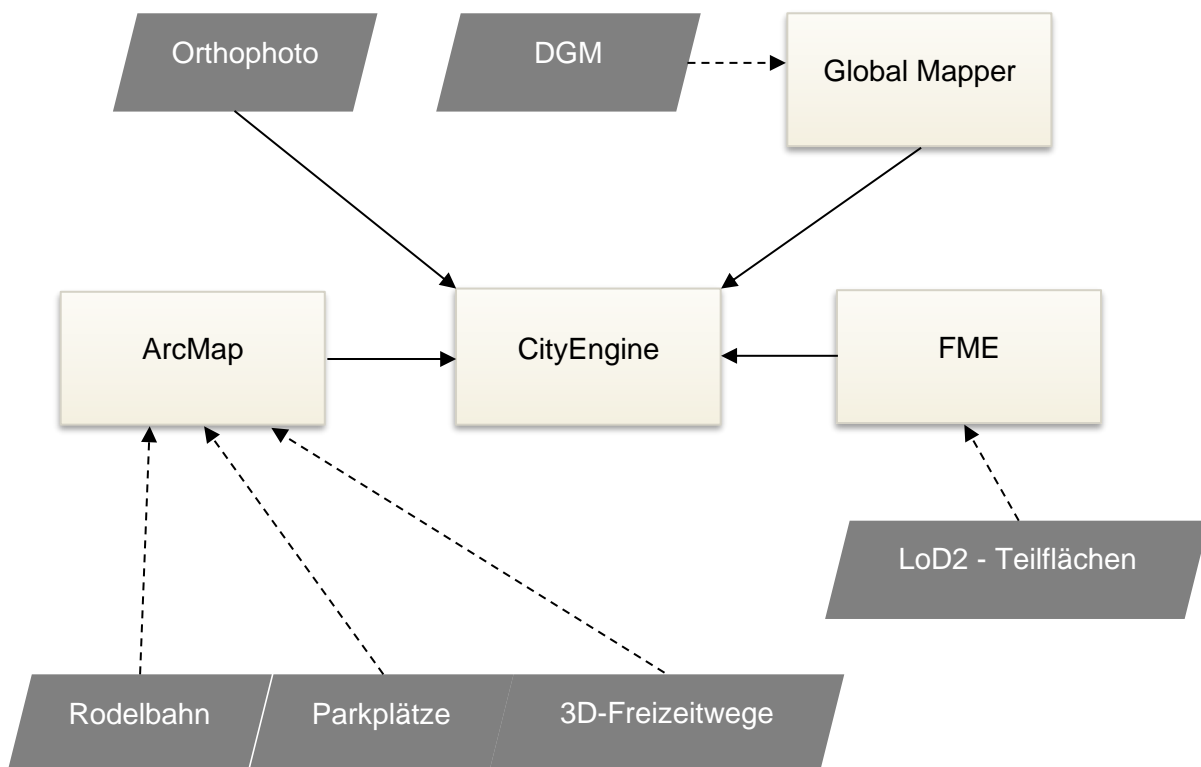 Orthophoto
DGM
Global Mapper
ArcMap
CityEngine
FME
LoD2 - Teilflächen
Rodelbahn
Parkplätze
3D-Freizeitwege